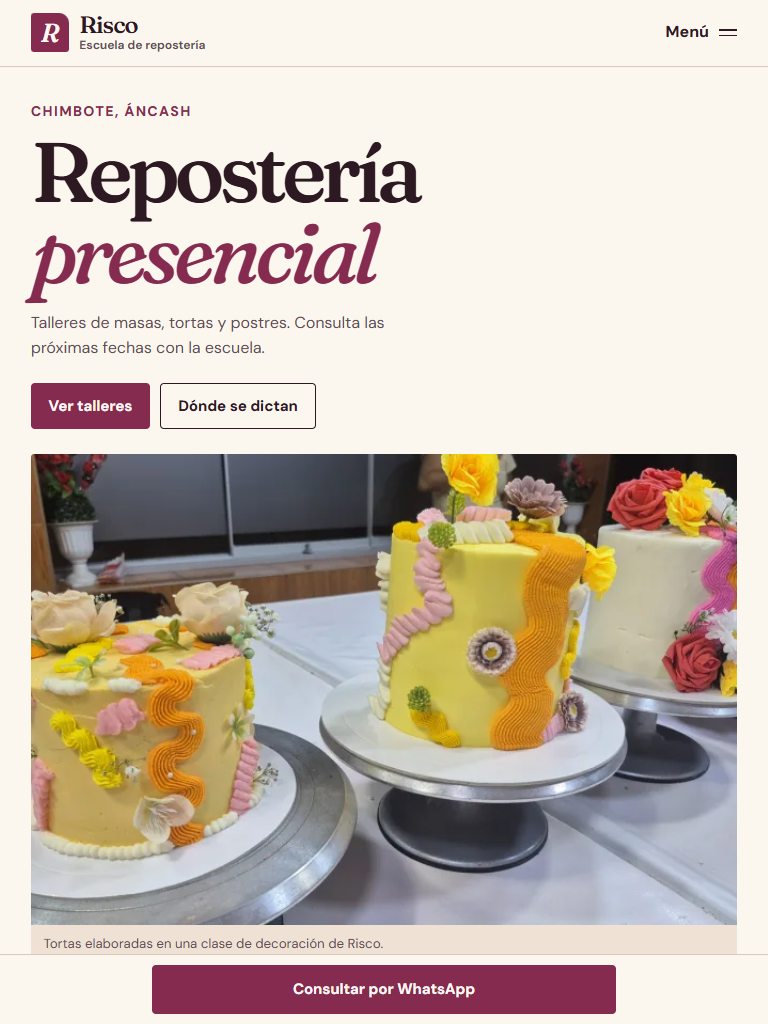 R
Risco
Escuela de repostería
Menú
CHIMBOTE, ÁNCASH
Repostería
presencial
Talleres de masas, tortas y postres. Consulta las
próximas fechas con la escuela.
Ver talleres
Dónde se dictan
Tortas elaboradas en una clase de decoración de Risco.
Consultar por WhatsApp